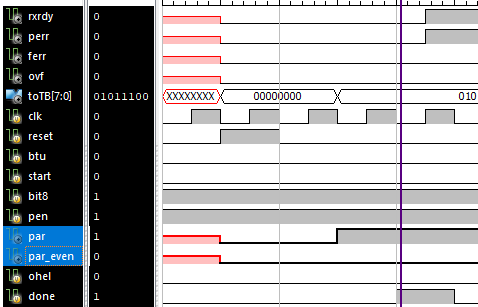 rxrdy 0
perr 0
ferr 0
ovf 0
toTB[7:0] 01011100 XXXXXXXX 00000000 010
clk 0
reset 0
btu 0
start 0
bit8 1
pen 1
par 1
par_even 0
ohel 0
done 1